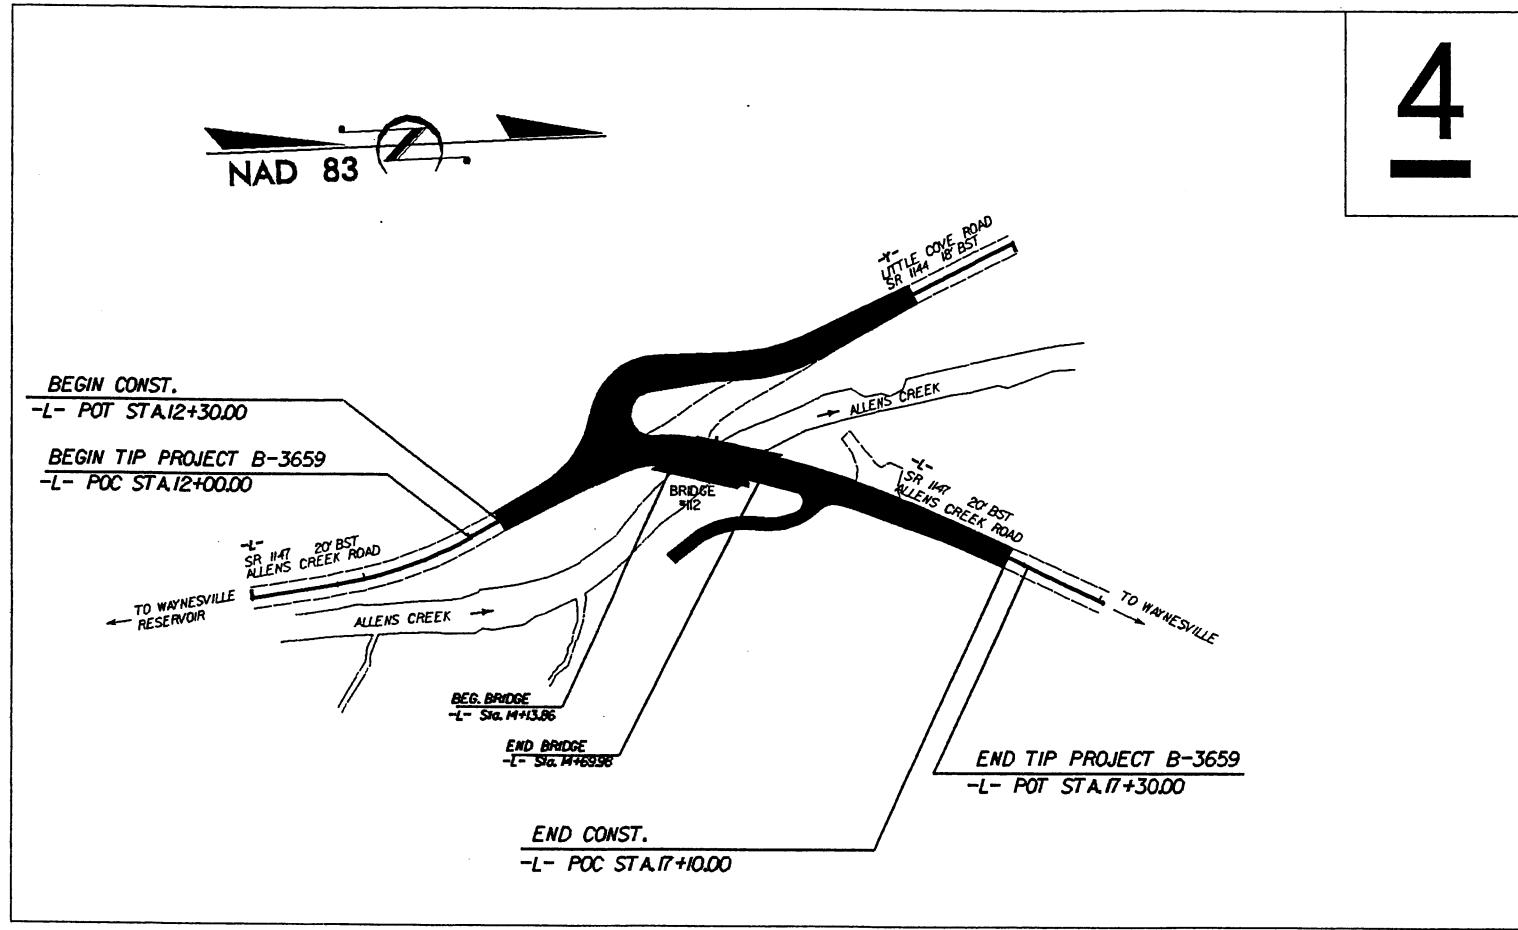 4
NAD 83
-Y-
LITTLE COVE ROAD
SR 1144 18' BST
BEGIN CONST.
-L- POT STA.12+30.00
BEGIN TIP PROJECT B-3659
-L- POC STA.12+00.00
ALLENS CREEK
-L-
SR 1147 20' BST
ALLENS CREEK ROAD
BRIDGE
#112
-L-
SR 1147 20' BST
ALLENS CREEK ROAD
TO WAYNESVILLE
RESERVOIR
ALLENS CREEK
TO WAYNESVILLE
BEG. BRIDGE
-L- Sta. 14+13.86
END BRIDGE
-L- Sta. 14+69.98
END TIP PROJECT B-3659
-L- POT STA.17+30.00
END CONST.
-L- POC STA.17+10.00